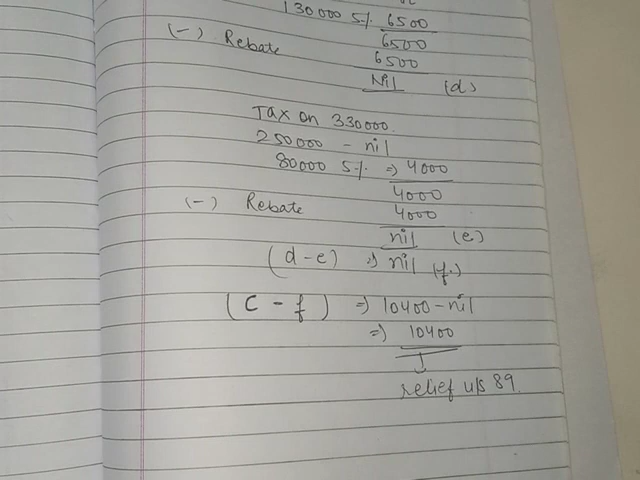 130000 5% 6500
6500
(-) Rebate 6500
Nil (d)
Tax on 330000.
250000 - nil
80000 5% => 4000
4000
(-) Rebate 4000
nil (e)
(d-e) => nil (f.)
(C - f) => 10400 - nil
=> 10400
relief u/s 89.